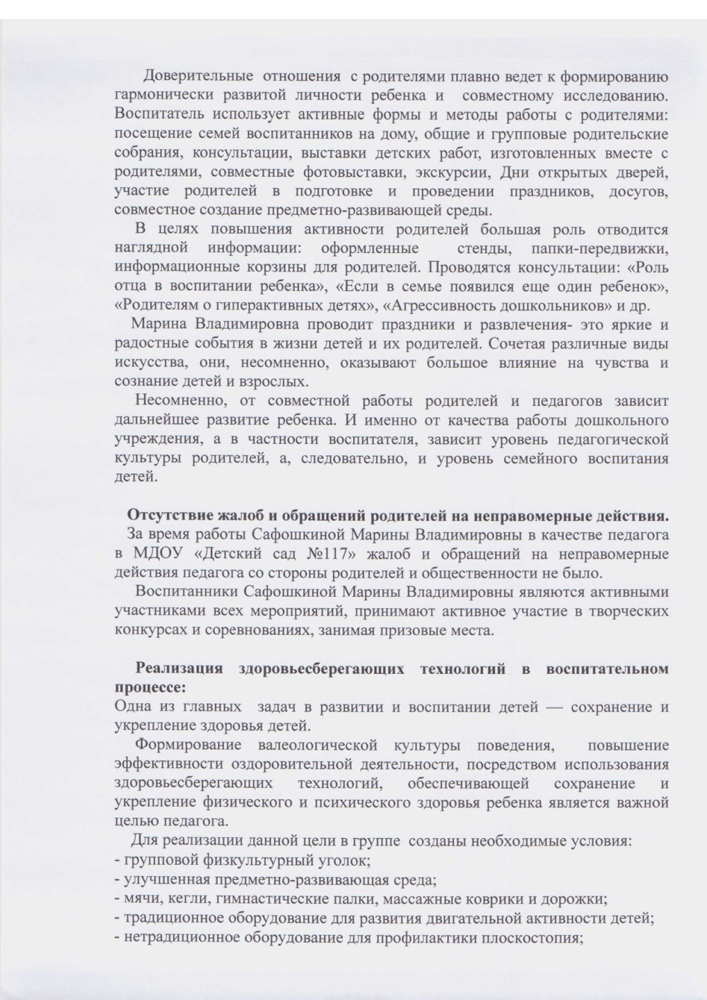 Доверительные отношения с родителями плавно ведет к формированию
гармонически развитой личности ребенка и совместному исследованию.
Воспитатель использует активные формы и методы работы с родителями:
посещение семей воспитанников на дому, общие и групповые родительские
собрания, консультации, выставки детских работ, изготовленных вместе с
родителями, совместные фотовыставки, экскурсии, Дни открытых дверей,
участие родителей в подготовке и проведении праздников, досугов,
совместное создание предметно-развивающей среды.
В целях повышения активности родителей большая роль отводится
наглядной информации: оформленные стенды, папки-передвижки,
информационные корзины для родителей. Проводятся консультации: «Роль
отца в воспитании ребенка», «Если в семье появился еще один ребенок»,
«Родителям о гиперактивных детях», «Агрессивность дошкольников» и др.
Марина Владимировна проводит праздники и развлечения- это яркие и
радостные события в жизни детей и их родителей. Сочетая различные виды
искусства, они, несомненно, оказывают большое влияние на чувства и
сознание детей и взрослых.
Несомненно, от совместной работы родителей и педагогов зависит
дальнейшее развитие ребенка. И именно от качества работы дошкольного
учреждения, а в частности воспитателя, зависит уровень педагогической
культуры родителей, а, следовательно, и уровень семейного воспитания
детей.
Отсутствие жалоб и обращений родителей на неправомерные действия.
За время работы Сафошкиной Марины Владимировны в качестве педагога
в МДОУ «Детский сад №117» жалоб и обращений на неправомерные
действия педагога со стороны родителей и общественности не было.
Воспитанники Сафошкиной Марины Владимировны являются активными
участниками всех мероприятий, принимают активное участие в творческих
конкурсах и соревнованиях, занимая призовые места.
Реализация здоровьесберегающих технологий в воспитательном
процессе:
Одна из главных задач в развитии и воспитании детей — сохранение и
укрепление здоровья детей.
Формирование валеологической культуры поведения, повышение
эффективности оздоровительной деятельности, посредством использования
здоровьесберегающих технологий, обеспечивающей сохранение и
укрепление физического и психического здоровья ребенка является важной
целью педагога.
Для реализации данной цели в группе созданы необходимые условия:
- групповой физкультурный уголок;
- улучшенная предметно-развивающая среда;
- мячи, кегли, гимнастические палки, массажные коврики и дорожки;
- традиционное оборудование для развития двигательной активности детей;
- нетрадиционное оборудование для профилактики плоскостопия;